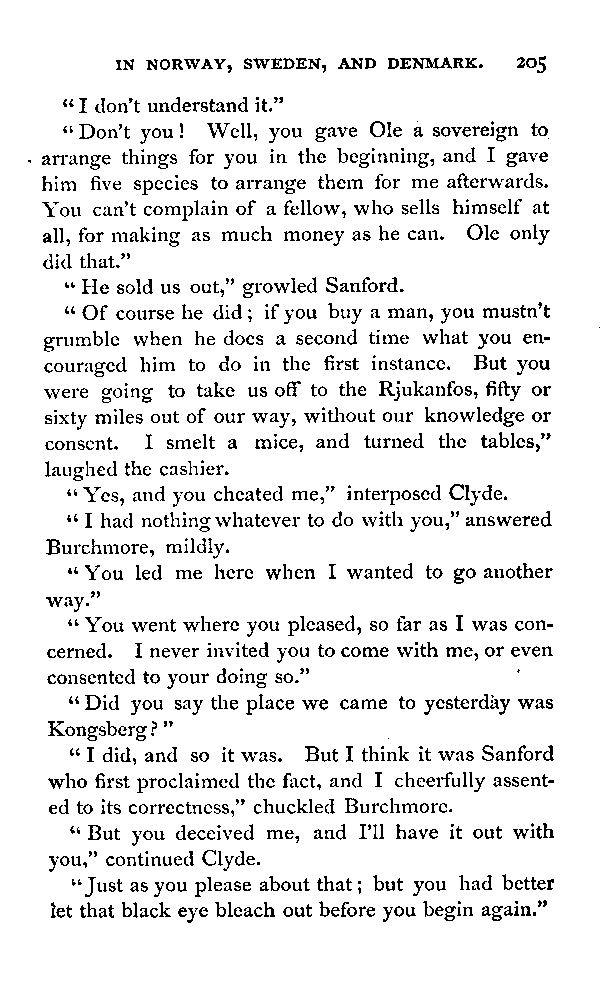 IN NORWAY, SWEDEN, AND DENMARK. 205
"I don't understand it."
"Don't you! Well, you gave Ole a sovereign to
arrange things for you in the beginning, and I gave
him five species to arrange them for me afterwards.
You can't complain of a fellow, who sells himself at
all, for making as much money as he can. Ole only
did that."
"He sold us out," growled Sanford.
"Of course he did; if you buy a man, you mustn't
grumble when he does a second time what you en-
couraged him to do in the first instance. But you
were going to take us off to the Rjukanfos, fifty or
sixty miles out of our way, without our knowledge or
consent. I smelt a mice, and turned the tables,"
laughed the cashier.
"Yes, and you cheated me," interposed Clyde.
"I had nothing whatever to do with you," answered
Burchmore, mildly.
"You led me here when I wanted to go another
way."
"You went where you pleased, so far as I was con-
cerned. I never invited you to come with me, or even
consented to your doing so."
"Did you say the place we came to yesterday was
Kongsberg?"
"I did, and so it was. But I think it was Sanford
who first proclaimed the fact, and I cheerfully assent-
ed to its correctness," chuckled Burchmore.
"But you deceived me, and I'll have it out with
you," continued Clyde.
"Just as you please about that; but you had better
let that black eye bleach out before you begin again."